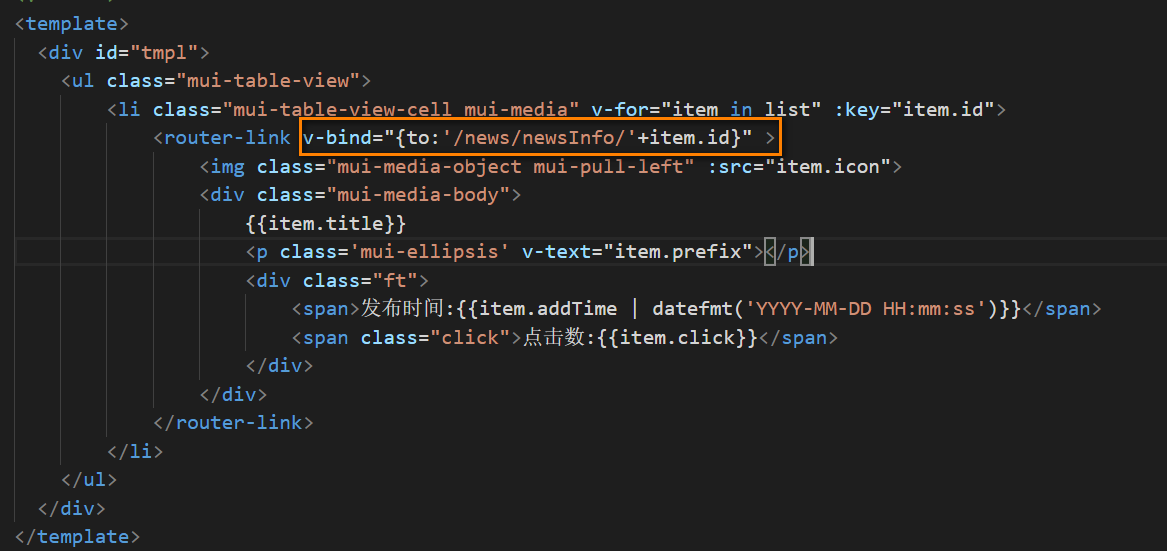 <template>
<div id="tmpl">
<ul class="mui-table-view">
<li class="mui-table-view-cell mui-media" v-for="item in list" :key="item.id">
<router-link v-bind="{to:'/news/newsInfo/'+item.id}" >
<img class="mui-media-object mui-pull-left" :src="item.icon">
<div class="mui-media-body">
{{item.title}}
<p class='mui-ellipsis' v-text="item.prefix"></p>
<div class="ft">
<span>发布时间:{{item.addTime | datefmt('YYYY-MM-DD HH:mm:ss')}}</span>
<span class="click">点击数:{{item.click}}</span>
</div>
</div>
</router-link>
</li>
</ul>
</div>
</template>